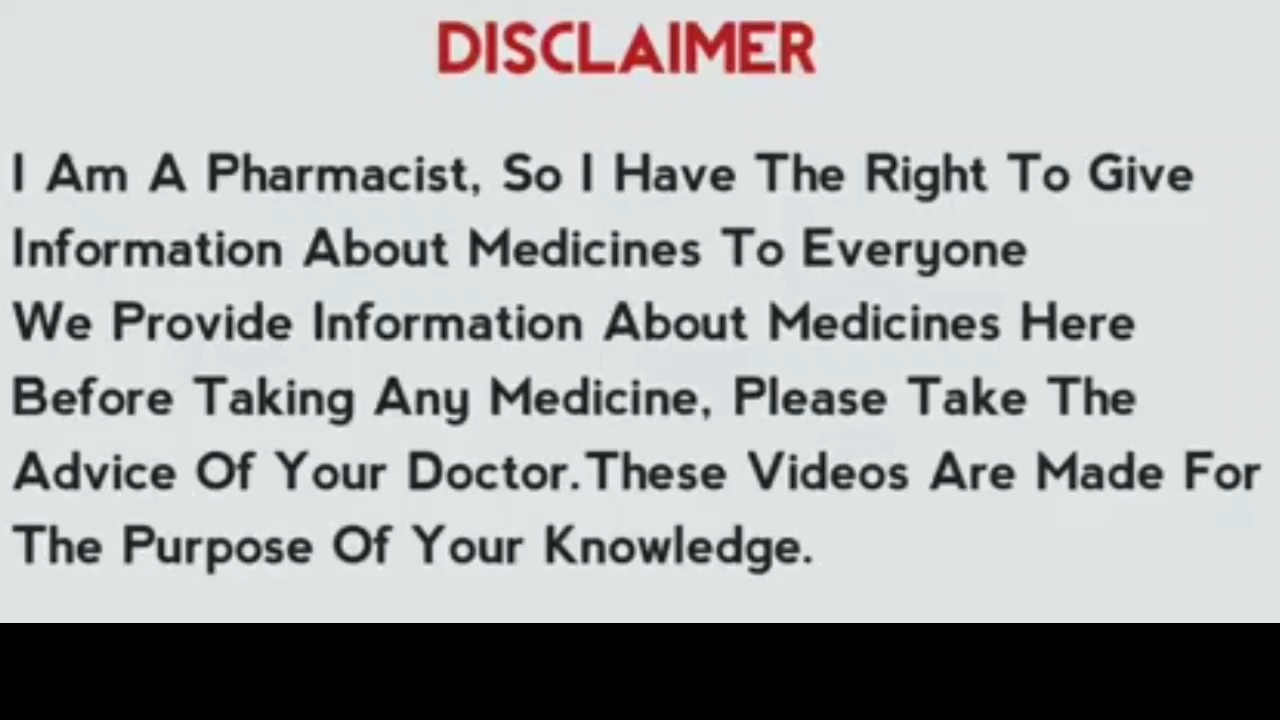 DISCLAIMER
I Am A Pharmacist, So I Have The Right To Give
Information About Medicines To Everyone
We Provide Information About Medicines Here
Before Taking Any Medicine, Please Take The
Advice Of Your Doctor.These Videos Are Made For
The Purpose Of Your Knowledge.